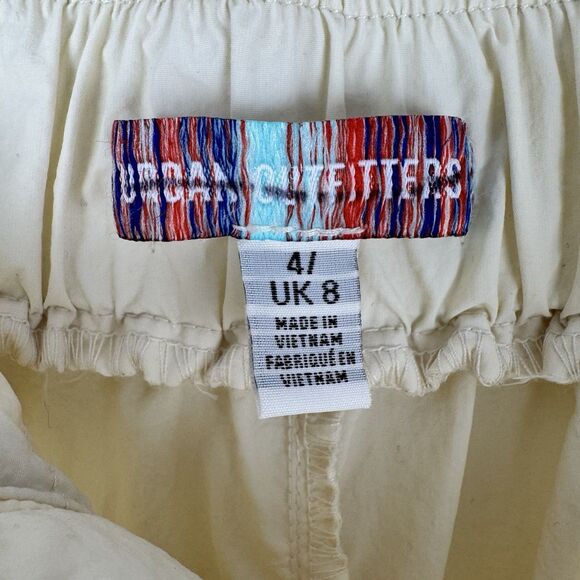 URBAN OUTFITTERS
4/
UK 8
MADE IN
VIETNAM
FABRIQUÉ EN
VIETNAM